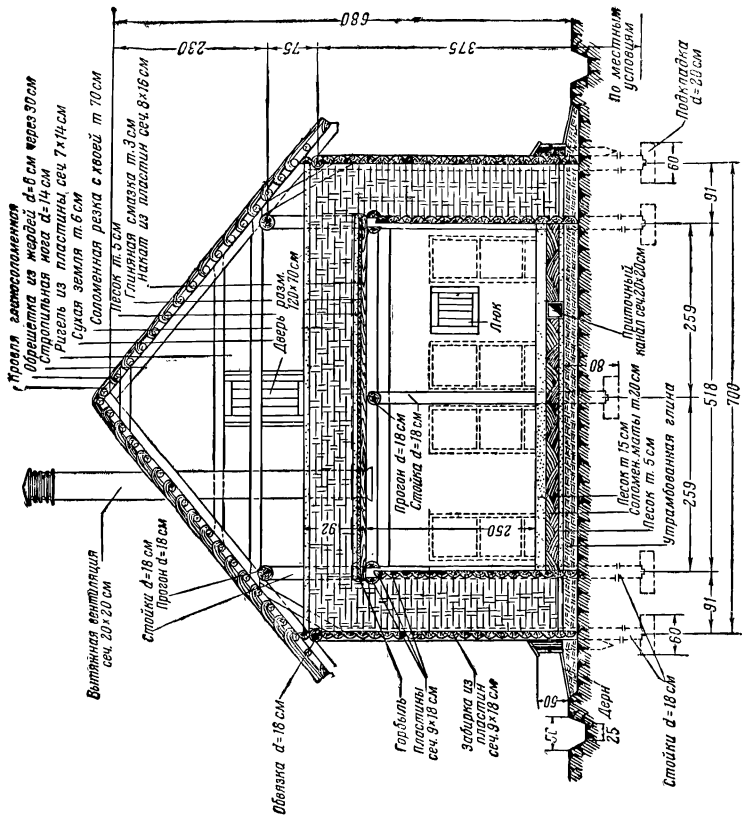 Кровля глиносоломенная
Обрешетка из жердей d=6 см через 30 см
Стропильная нога d=14 см
Ригель из пластины, сеч. 7×14 см
Сухая земля т. 6 см
Соломенная резка с хвоей т 70 см
Песок т. 5 см
Глиняная смазка т. 3 см
Накат из пластин сеч. 8×16 см
Дверь разм.
120×70 см
Вытяжная вентиляция
сеч. 20×20 см
Стойки d=18 см
Прогон d=18 см
Обвязка d=18 см
230
75
680
375
92
Прогон d=18 см
Стойка d=18 см
Люк
250
Горбыль
Пластины
сеч. 9×18 см
Забирка из
пластин
сеч. 9×18 см
Приточный
канал сеч. 20×20 см
80
Песок т 15 см
Соломен. маты т. 20 см
Песок т. 5 см
Утрамбованная глина
По местным
условиям
Подкладка
d=20 см
60
50
Дерн
25
Стойки d=18 см
60
60
91
259
259
91
518
700